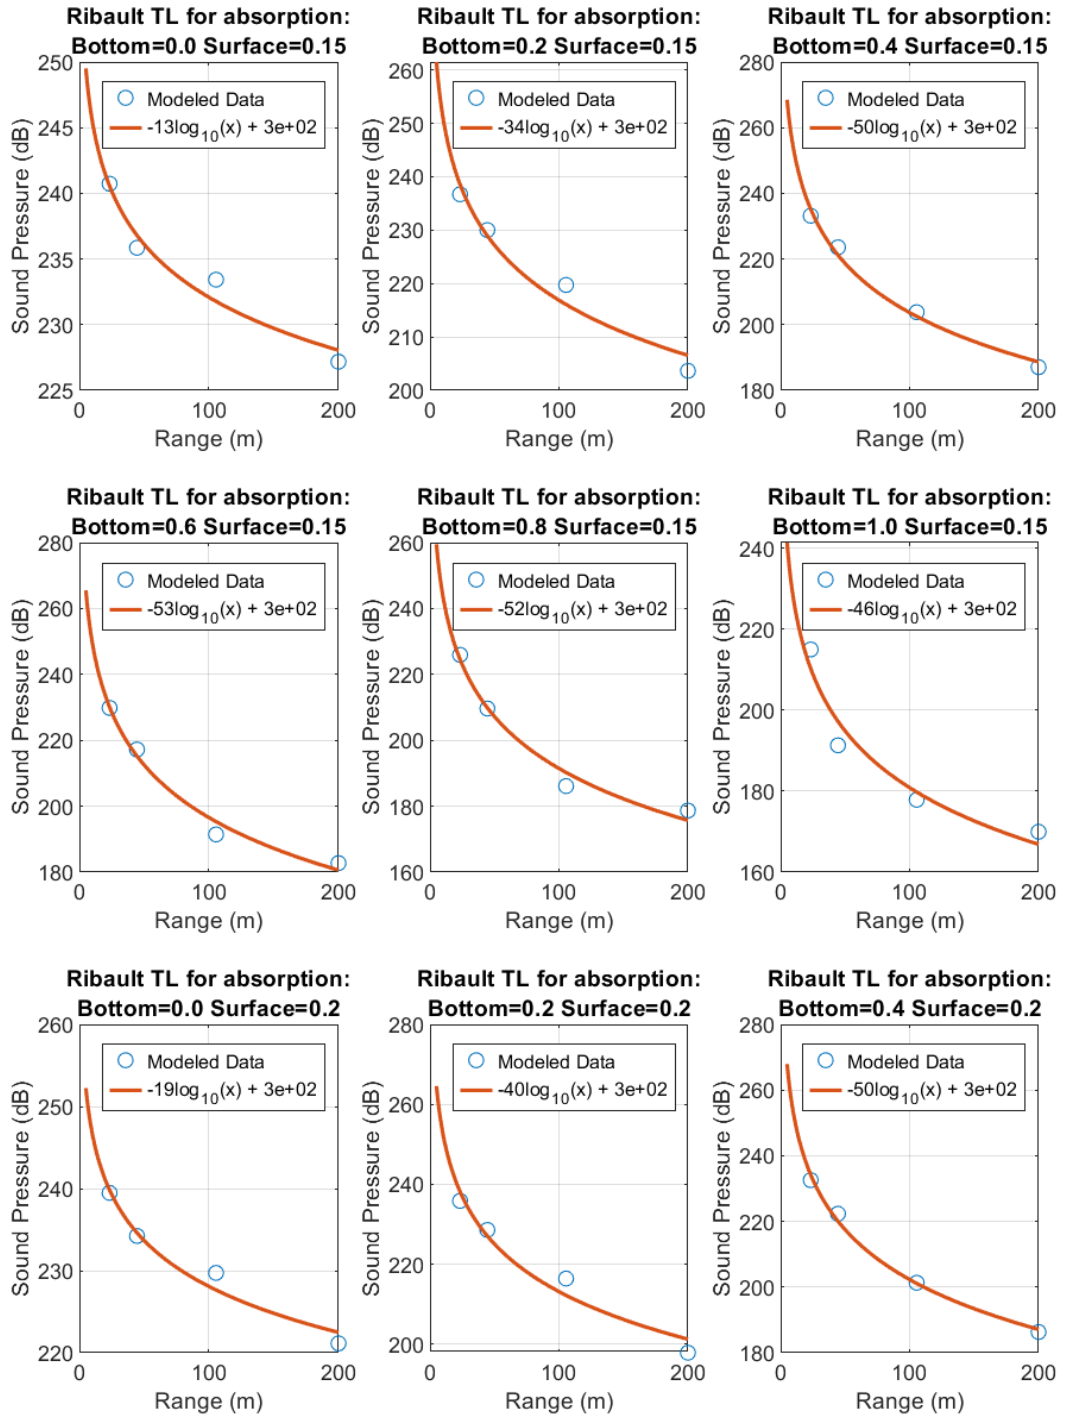 Ribault TL for absorption:
Bottom=0.0 Surface=0.15
250
245
240
235
230
225
Sound Pressure (dB)
Modeled Data
-13log10(x) + 3e+02
0
100
200
Range (m)
Ribault TL for absorption:
Bottom=0.2 Surface=0.15
260
250
240
230
220
210
200
Sound Pressure (dB)
Modeled Data
-34log10(x) + 3e+02
0
100
200
Range (m)
Ribault TL for absorption:
Bottom=0.4 Surface=0.15
280
260
240
220
200
180
Sound Pressure (dB)
Modeled Data
-50log10(x) + 3e+02
0
100
200
Range (m)
Ribault TL for absorption:
Bottom=0.6 Surface=0.15
280
260
240
220
200
180
Sound Pressure (dB)
Modeled Data
-53log10(x) + 3e+02
0
100
200
Range (m)
Ribault TL for absorption:
Bottom=0.8 Surface=0.15
260
240
220
200
180
160
Sound Pressure (dB)
Modeled Data
-52log10(x) + 3e+02
0
100
200
Range (m)
Ribault TL for absorption:
Bottom=1.0 Surface=0.15
240
220
200
180
160
Sound Pressure (dB)
Modeled Data
-46log10(x) + 3e+02
0
100
200
Range (m)
Ribault TL for absorption:
Bottom=0.0 Surface=0.2
260
250
240
230
220
Sound Pressure (dB)
Modeled Data
-19log10(x) + 3e+02
0
100
200
Range (m)
Ribault TL for absorption:
Bottom=0.2 Surface=0.2
280
260
240
220
200
Sound Pressure (dB)
Modeled Data
-40log10(x) + 3e+02
0
100
200
Range (m)
Ribault TL for absorption:
Bottom=0.4 Surface=0.2
280
260
240
220
200
180
Sound Pressure (dB)
Modeled Data
-50log10(x) + 3e+02
0
100
200
Range (m)